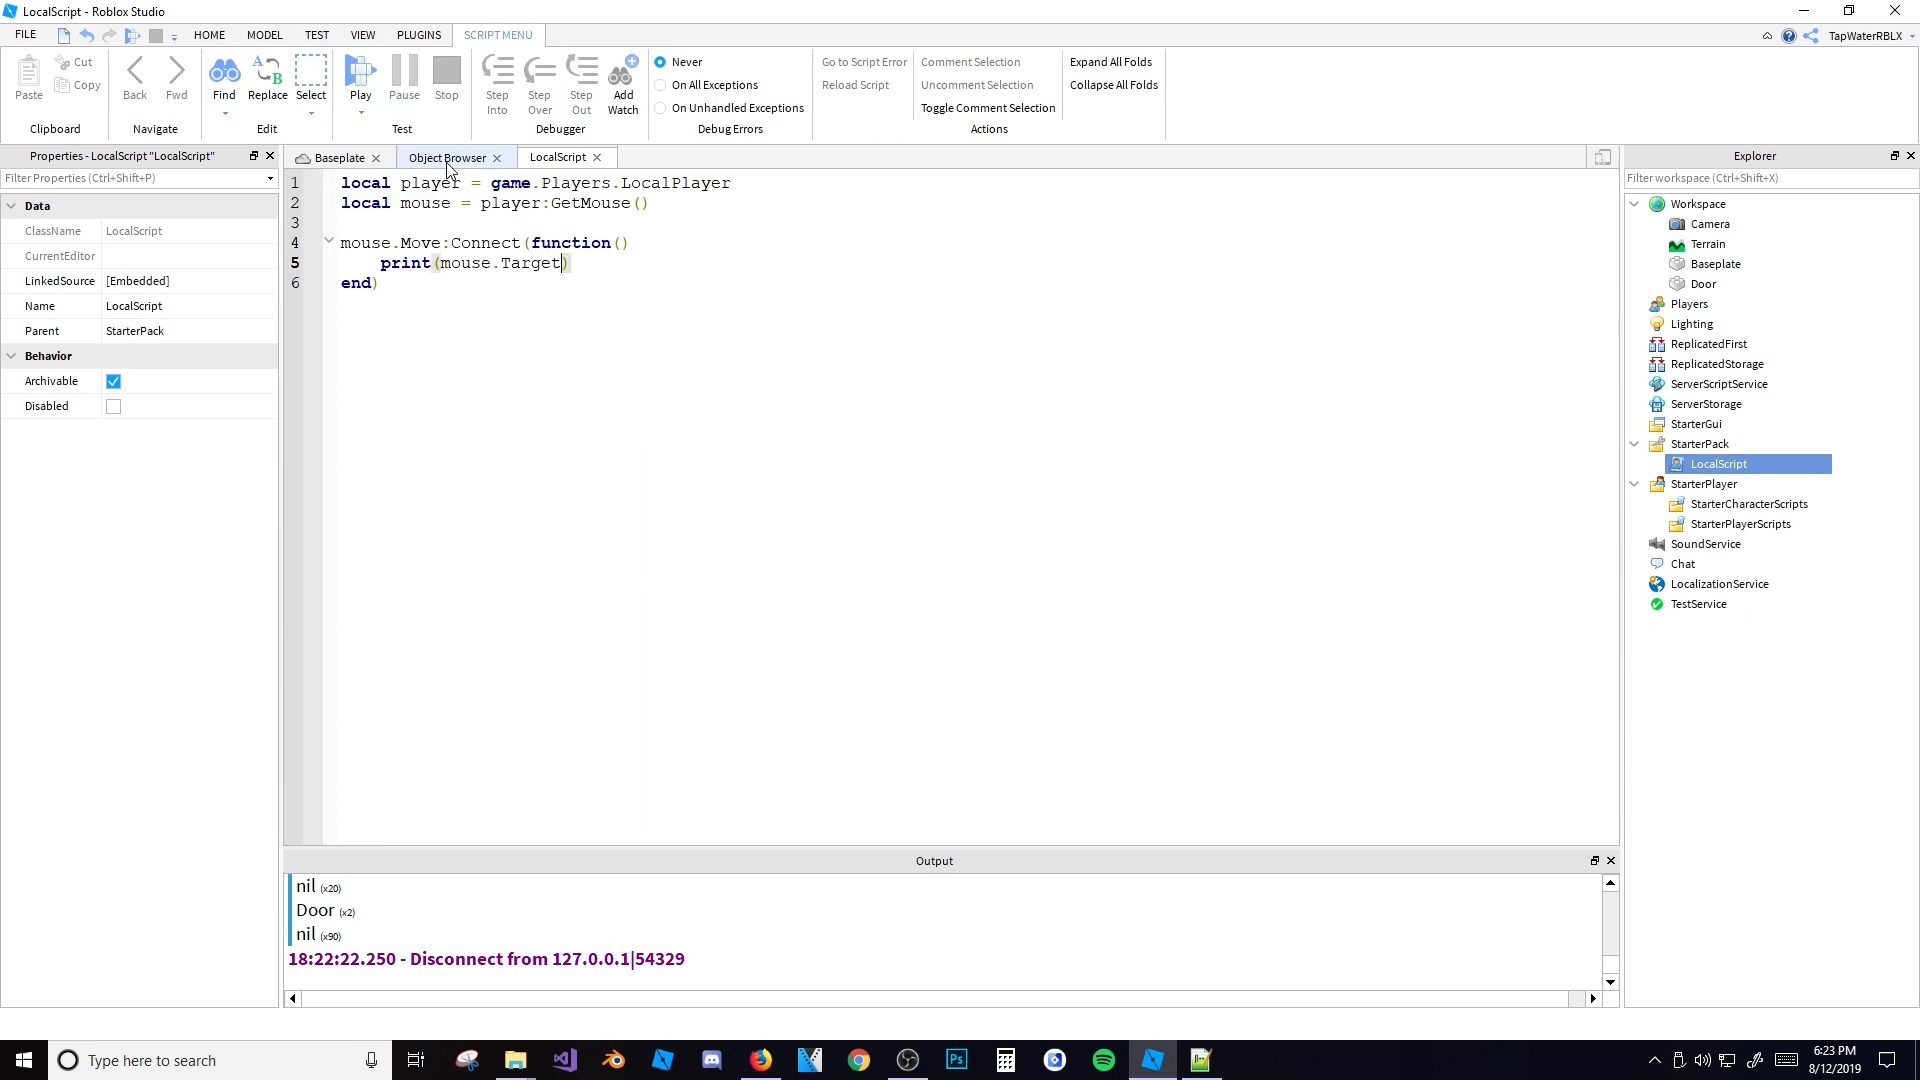 LocalScript - Roblox Studio
FILE HOME MODEL TEST VIEW PLUGINS SCRIPT MENU TapWaterRBLX
Paste Cut Copy Clipboard
Back Fwd Navigate
Find Replace Select Edit
Play Pause Stop Test
Step Into Step Over Step Out Add Watch Debugger
Never
On All Exceptions
On Unhandled Exceptions
Debug Errors
Go to Script Error
Reload Script
Comment Selection
Uncomment Selection
Toggle Comment Selection
Expand All Folds
Collapse All Folds
Actions
Properties - LocalScript "LocalScript"
Filter Properties (Ctrl+Shift+P)
Data
ClassName LocalScript
CurrentEditor
LinkedSource [Embedded]
Name LocalScript
Parent StarterPack
Behavior
Archivable
Disabled
Baseplate Object Browser LocalScript
1 local player = game.Players.LocalPlayer
2 local mouse = player:GetMouse()
3
4 mouse.Move:Connect(function()
5 print(mouse.Target)
6 end)
Output
nil (x20)
Door (x2)
nil (x90)
18:22:22.250 - Disconnect from 127.0.0.1|54329
Explorer
Filter workspace (Ctrl+Shift+X)
Workspace
Camera
Terrain
Baseplate
Door
Players
Lighting
ReplicatedFirst
ReplicatedStorage
ServerScriptService
ServerStorage
StarterGui
StarterPack
LocalScript
StarterPlayer
StarterCharacterScripts
StarterPlayerScripts
SoundService
Chat
LocalizationService
TestService
Type here to search
Ps
6:23 PM
8/12/2019